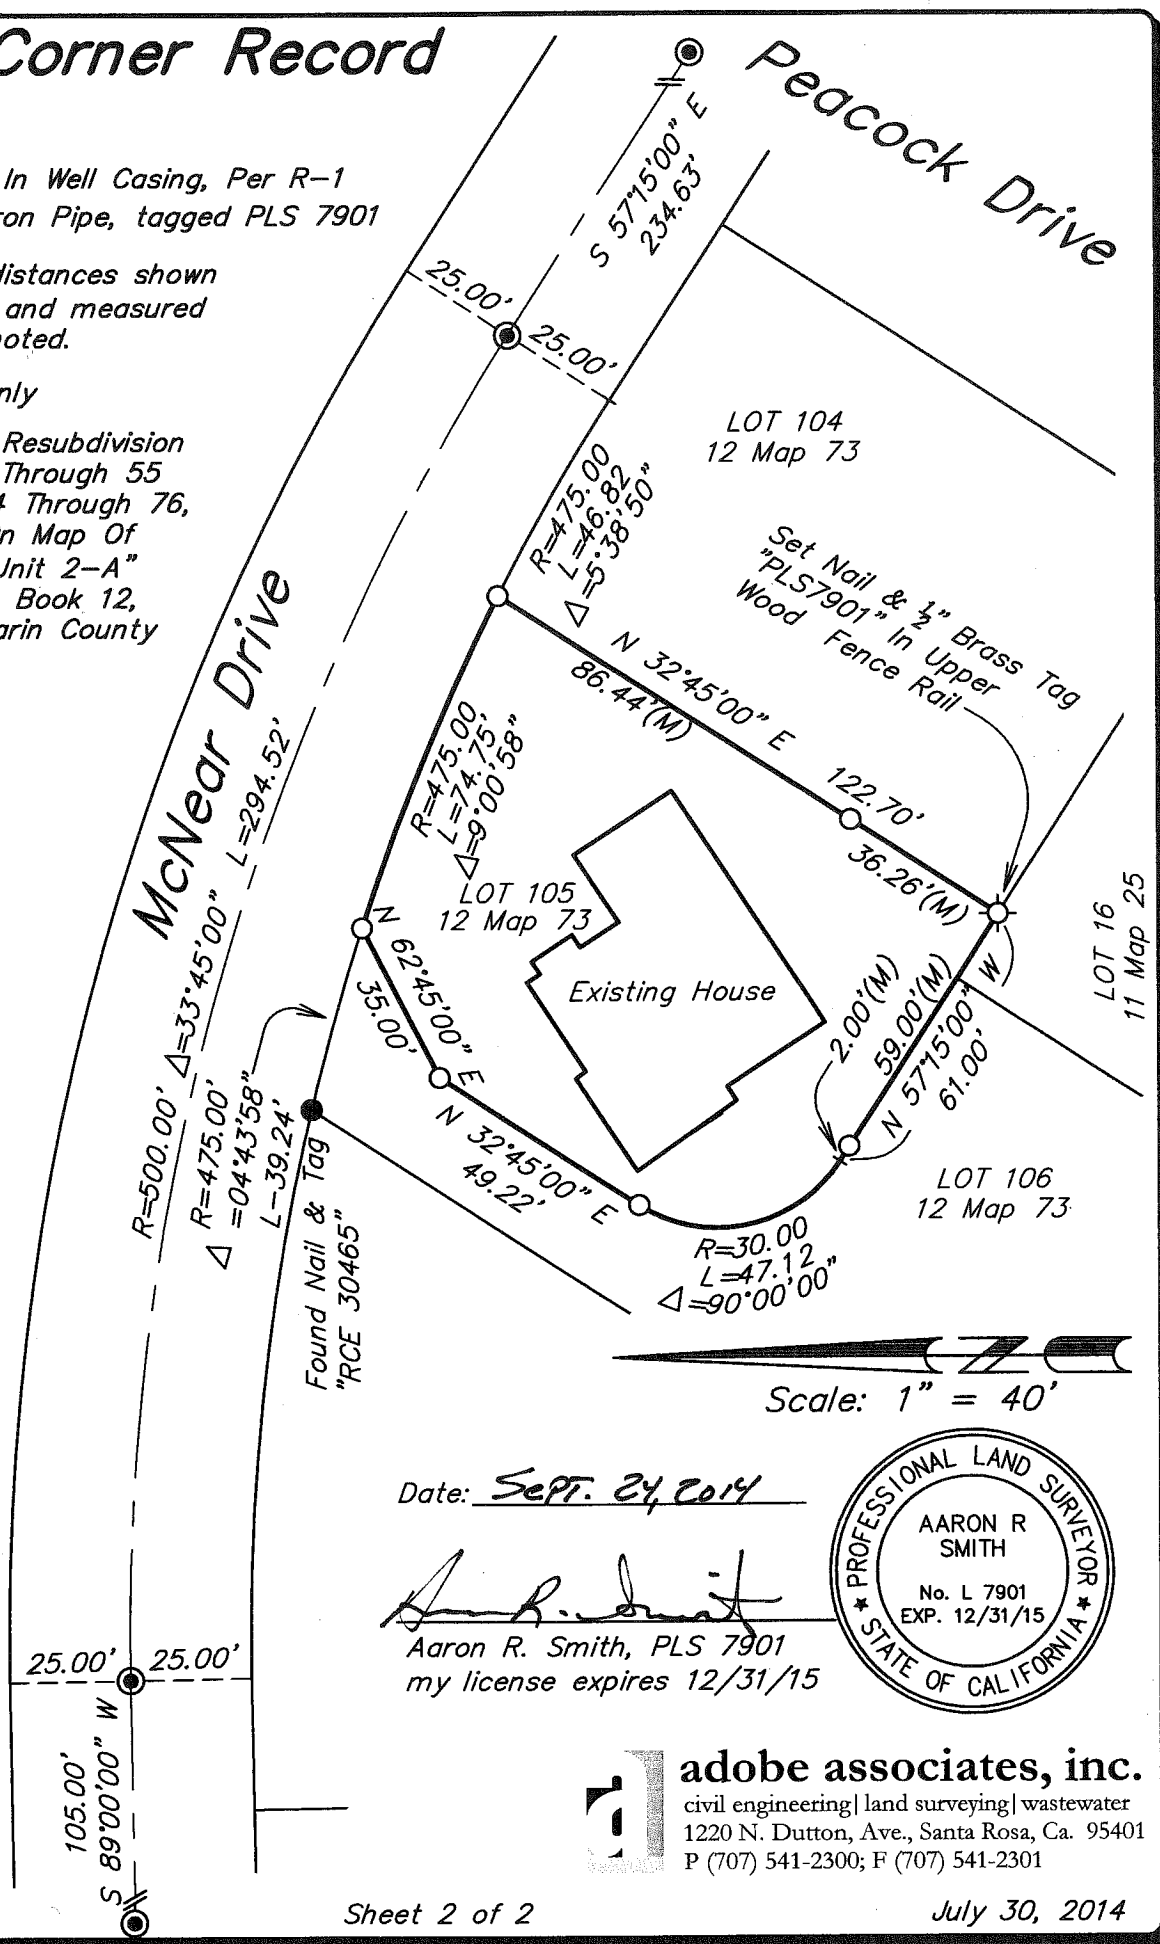 Corner Record
In Well Casing, Per R-1
ron Pipe, tagged PLS 7901
distances shown
and measured
noted.
nly
Resubdivision
Through 55
4 Through 76,
n Map Of
Unit 2-A"
Book 12,
arin County
Peacock Drive
S 57°15'00" E
234.63'
25.00'
25.00'
LOT 104
12 Map 73
R=475.00
L=46.82
Δ=5°38'50"
Set Nail & ½" Brass Tag
"PLS7901" In Upper
Wood Fence Rail
N 32°45'00" E
86.44'(M)
122.70'
36.26'(M)
McNear Drive
R=475.00
L=74.75'
Δ=9°00'58"
LOT 105
12 Map 73
Existing House
LOT 16
11 Map 25
R=500.00' Δ=33°45'00" L=294.52'
R=475.00'
Δ=04°43'58"
L-39.24'
N 62°45'00" E
35.00'
2.00'(M)
59.00'(M)
N 57°15'00" W
61.00'
N 32°45'00" E
49.22'
LOT 106
12 Map 73
Found Nail & Tag
"RCE 30465"
R=30.00
L=47.12
Δ=90°00'00"
N
Scale: 1" = 40'
Date: Sept. 24, 2014
Aaron R. Smith
Aaron R. Smith, PLS 7901
my license expires 12/31/15
PROFESSIONAL LAND SURVEYOR
AARON R
SMITH
No. L 7901
EXP. 12/31/15
STATE OF CALIFORNIA
25.00' 25.00'
105.00'
S 89°00'00" W
a
adobe associates, inc.
civil engineering| land surveying| wastewater
1220 N. Dutton, Ave., Santa Rosa, Ca. 95401
P (707) 541-2300; F (707) 541-2301
Sheet 2 of 2
July 30, 2014